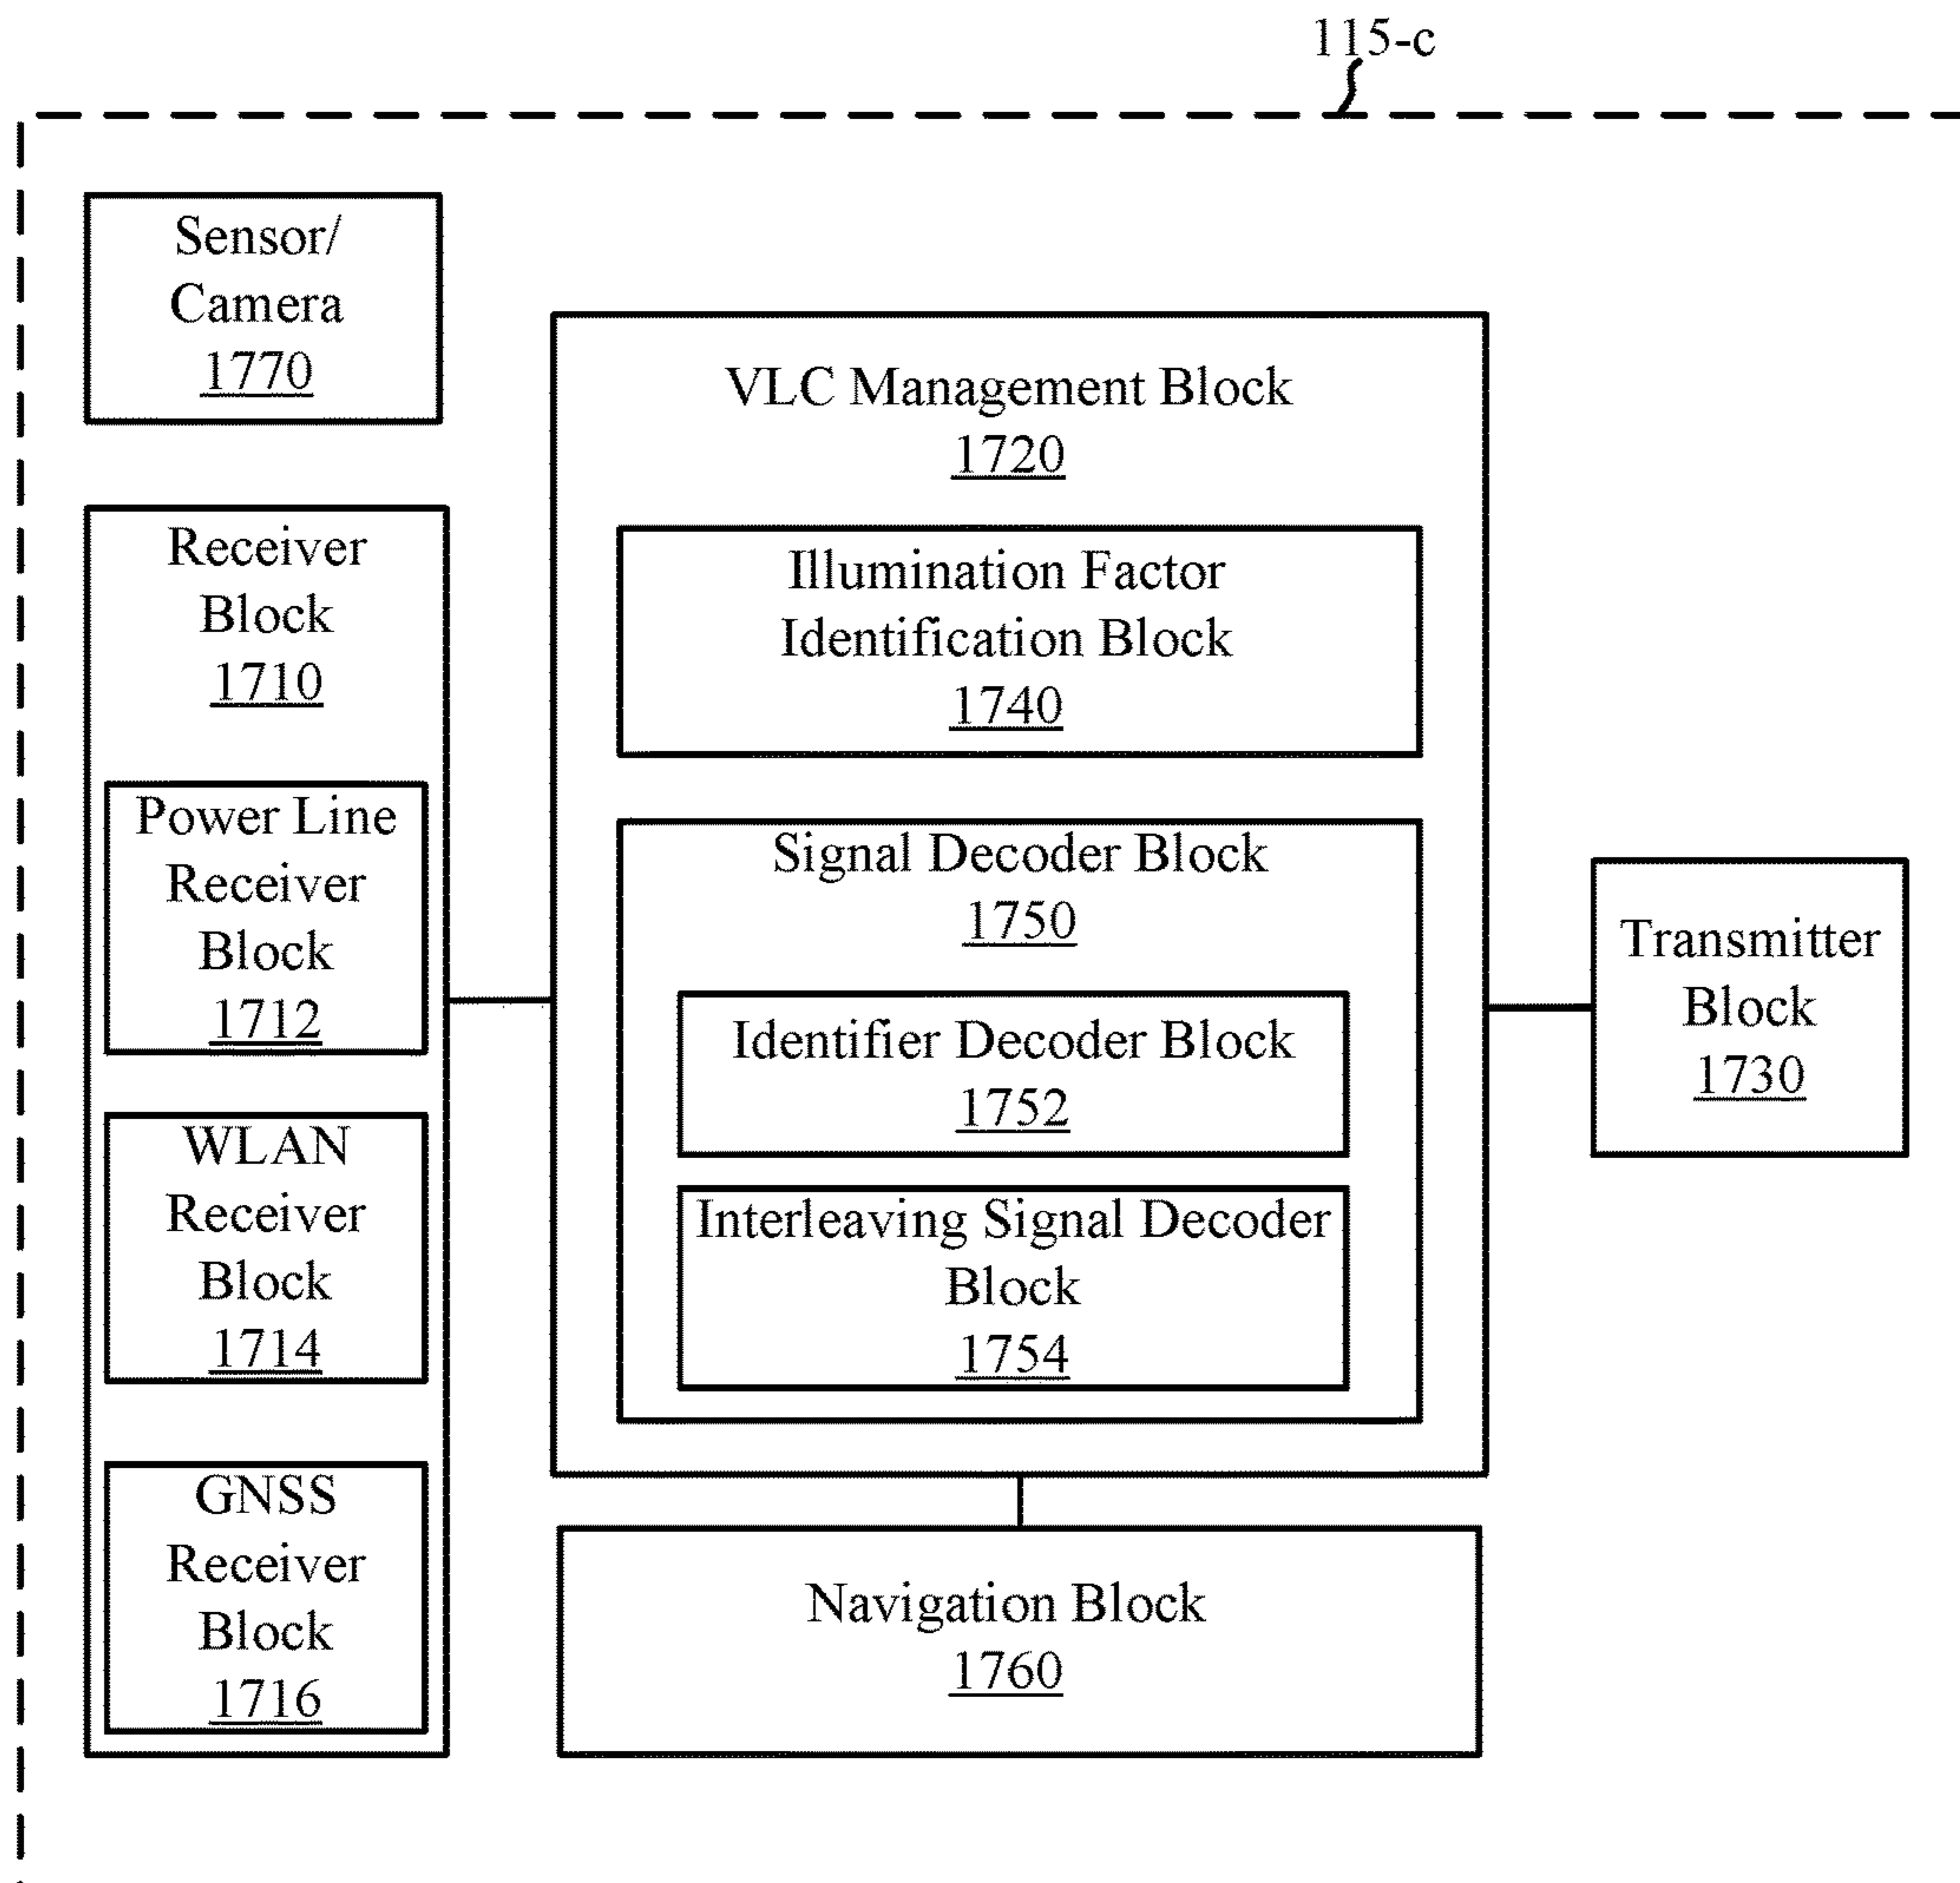 115-c
Sensor/
Camera
1770
Receiver
Block
1710
Power Line
Receiver
Block
1712
WLAN
Receiver
Block
1714
GNSS
Receiver
Block
1716
VLC Management Block
1720
Illumination Factor
Identification Block
1740
Signal Decoder Block
1750
Identifier Decoder Block
1752
Interleaving Signal Decoder
Block
1754
Navigation Block
1760
Transmitter
Block
1730